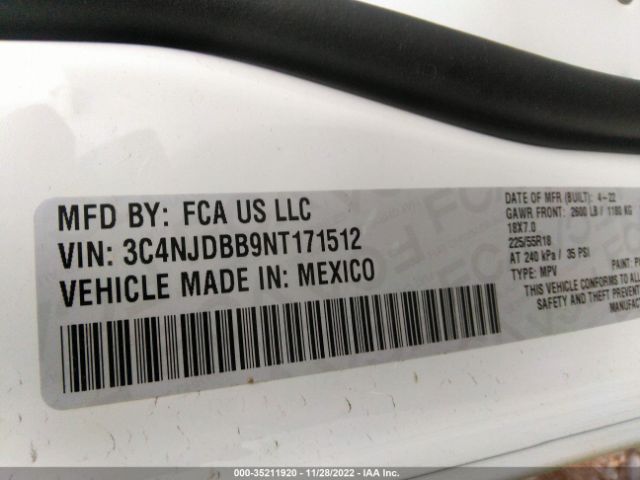 MFD BY: FCA US LLC
VIN: 3C4NJDBB9NT171512
VEHICLE MADE IN: MEXICO
DATE OF MFR (BUILT): 4-22
GAWR FRONT: 2600 LB / 1180 KG
18X7.0
225/55R18
AT 240 kPa / 35 PSI
TYPE: MPV PAINT:
THIS VEHICLE CONFORMS
SAFETY AND THEFT PREVENT
MANUFAC
000-35211920 - 11/28/2022 - IAA Inc.